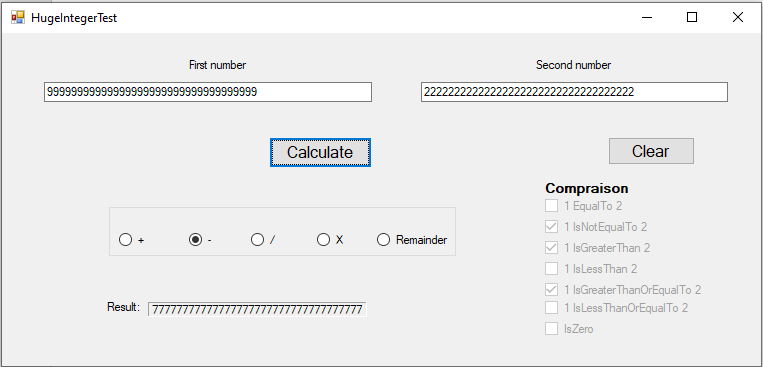 HugeIntegerTest
First number
Second number
99999999999999999999999999999999999
22222222222222222222222222222222222
Calculate
Clear
Compraison
1 EqualTo 2
1 IsNotEqualTo 2
1 IsGreaterThan 2
1 IsLessThan 2
1 IsGreaterThanOrEqualTo 2
1 IsLessThanOrEqualTo 2
IsZero
+ - / X Remainder
Result: 77777777777777777777777777777777777